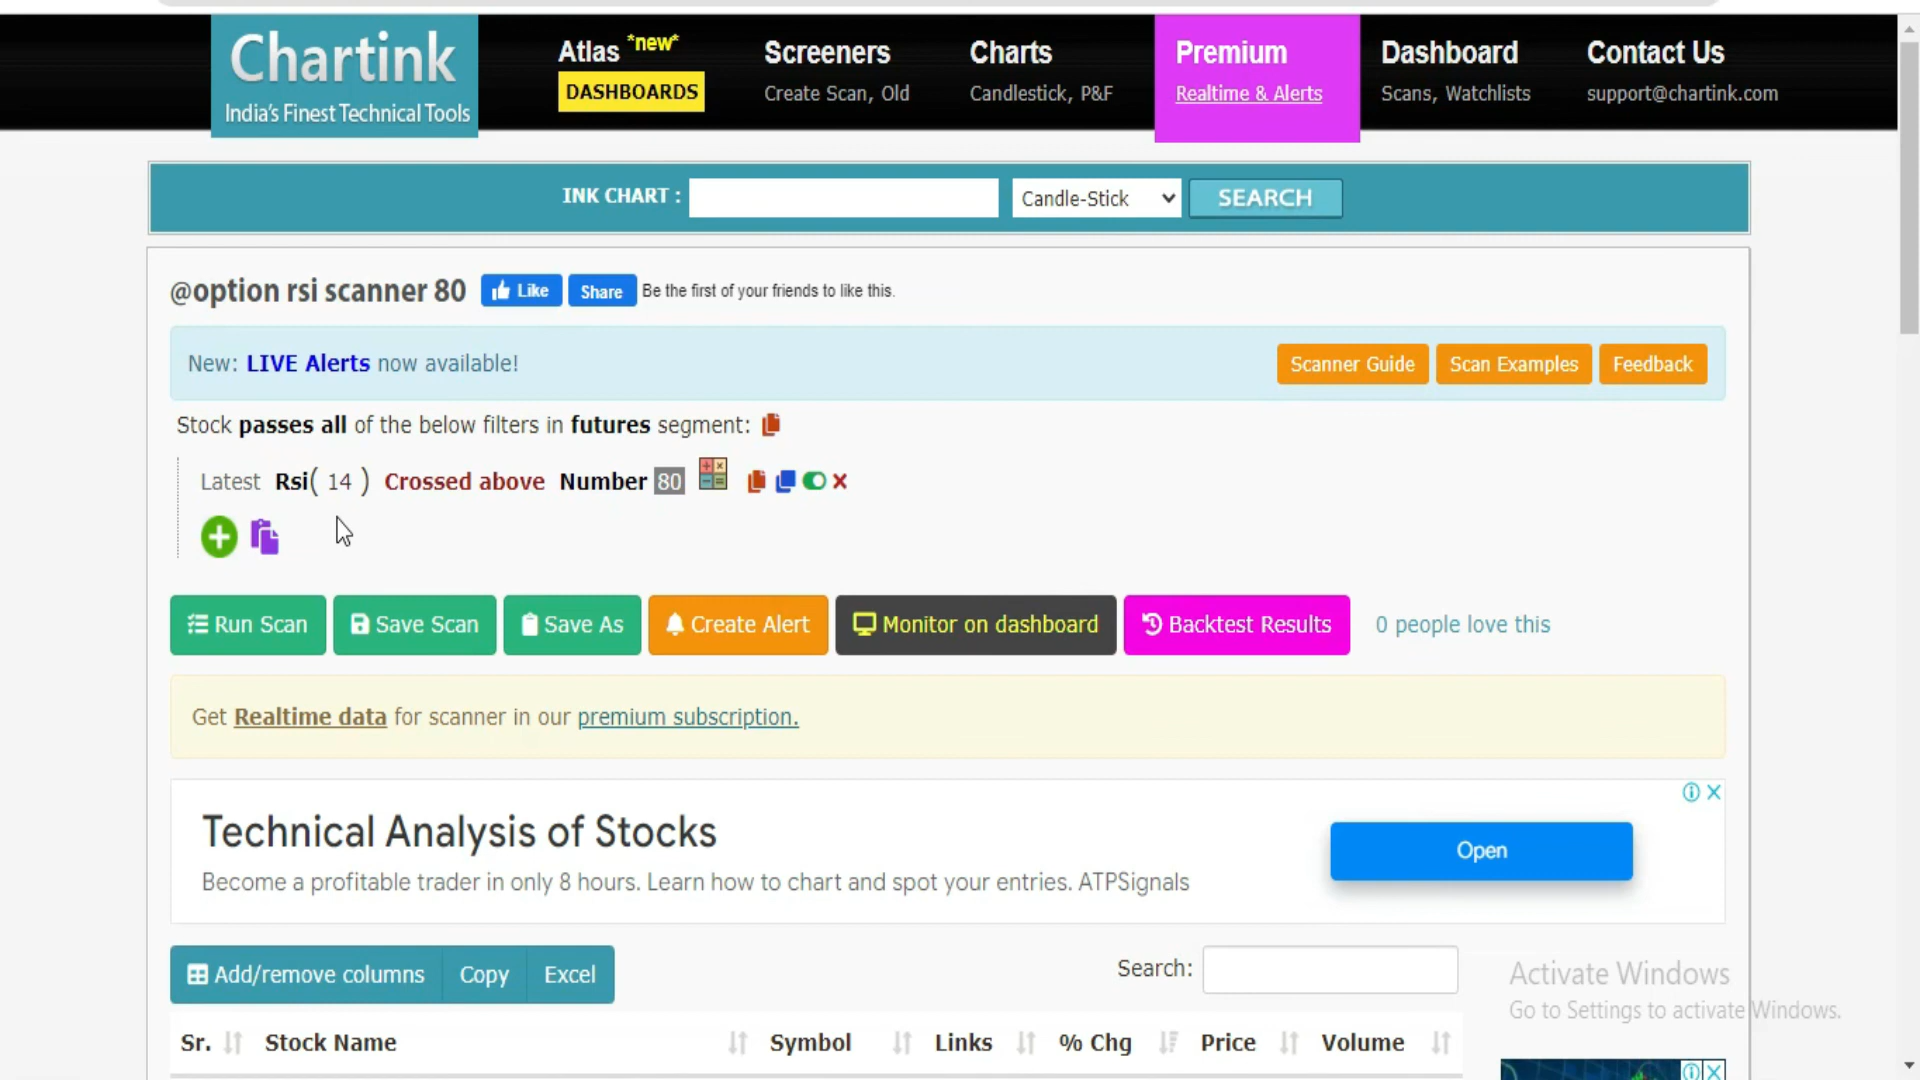 Chartink
India's Finest Technical Tools
Atlas *new*
DASHBOARDS
Screeners
Create Scan, Old
Charts
Candlestick, P&F
Premium
Realtime & Alerts
Dashboard
Scans, Watchlists
Contact Us
support@chartink.com
INK CHART :
Candle-Stick
SEARCH
@option rsi scanner 80
Like
Share
Be the first of your friends to like this.
New: LIVE Alerts now available!
Scanner Guide
Scan Examples
Feedback
Stock passes all of the below filters in futures segment:
Latest Rsi( 14 ) Crossed above Number 80
Run Scan
Save Scan
Save As
Create Alert
Monitor on dashboard
Backtest Results
0 people love this
Get Realtime data for scanner in our premium subscription.
Technical Analysis of Stocks
Become a profitable trader in only 8 hours. Learn how to chart and spot your entries. ATPSignals
Open
Add/remove columns
Copy
Excel
Search:
Activate Windows
Go to Settings to activate Windows.
Sr.
Stock Name
Symbol
Links
% Chg
Price
Volume